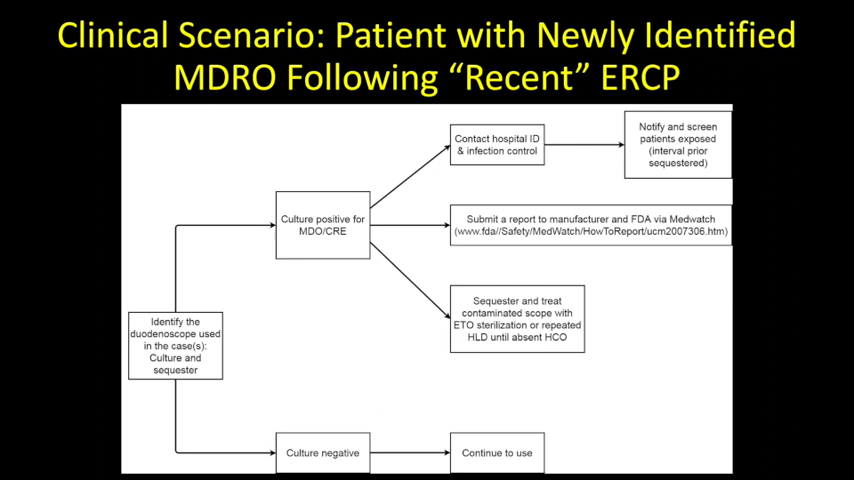 Clinical Scenario: Patient with Newly Identified
MDRO Following “Recent” ERCP
Contact hospital ID
& infection control
Notify and screen
patients exposed
(interval prior
sequestered)
Culture positive for
MDO/CRE
Submit a report to manufacturer and FDA via Medwatch
(www.fda//Safety/MedWatch/HowToReport/ucm2007306.htm)
Sequester and treat
contaminated scope with
ETO sterilization or repeated
HLD until absent HCO
Identify the
duodenoscope used
in the case(s):
Culture and
sequester
Culture negative
Continue to use